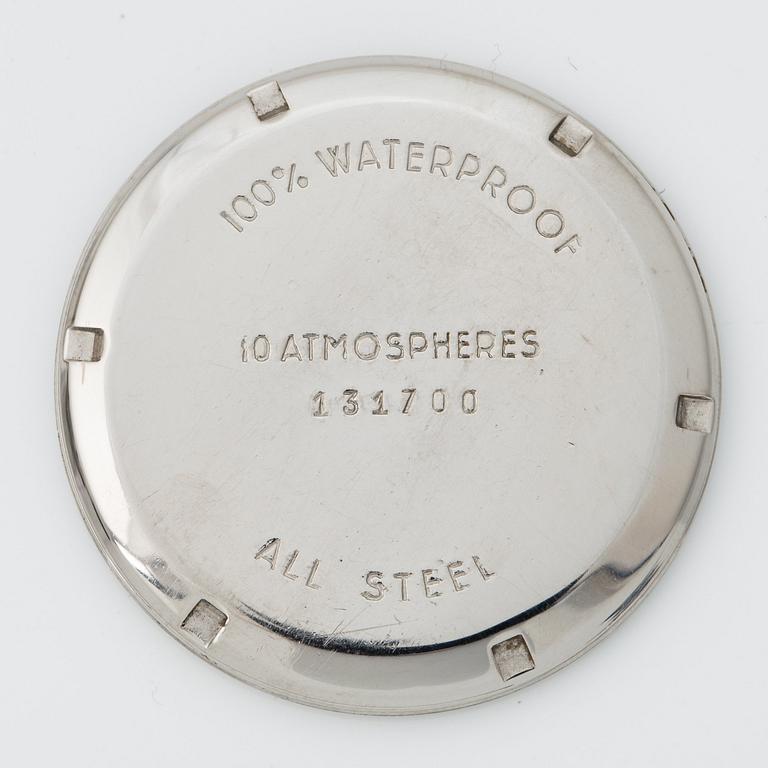 100% WATERPROOF
10 ATMOSPHERES
131700
ALL STEEL